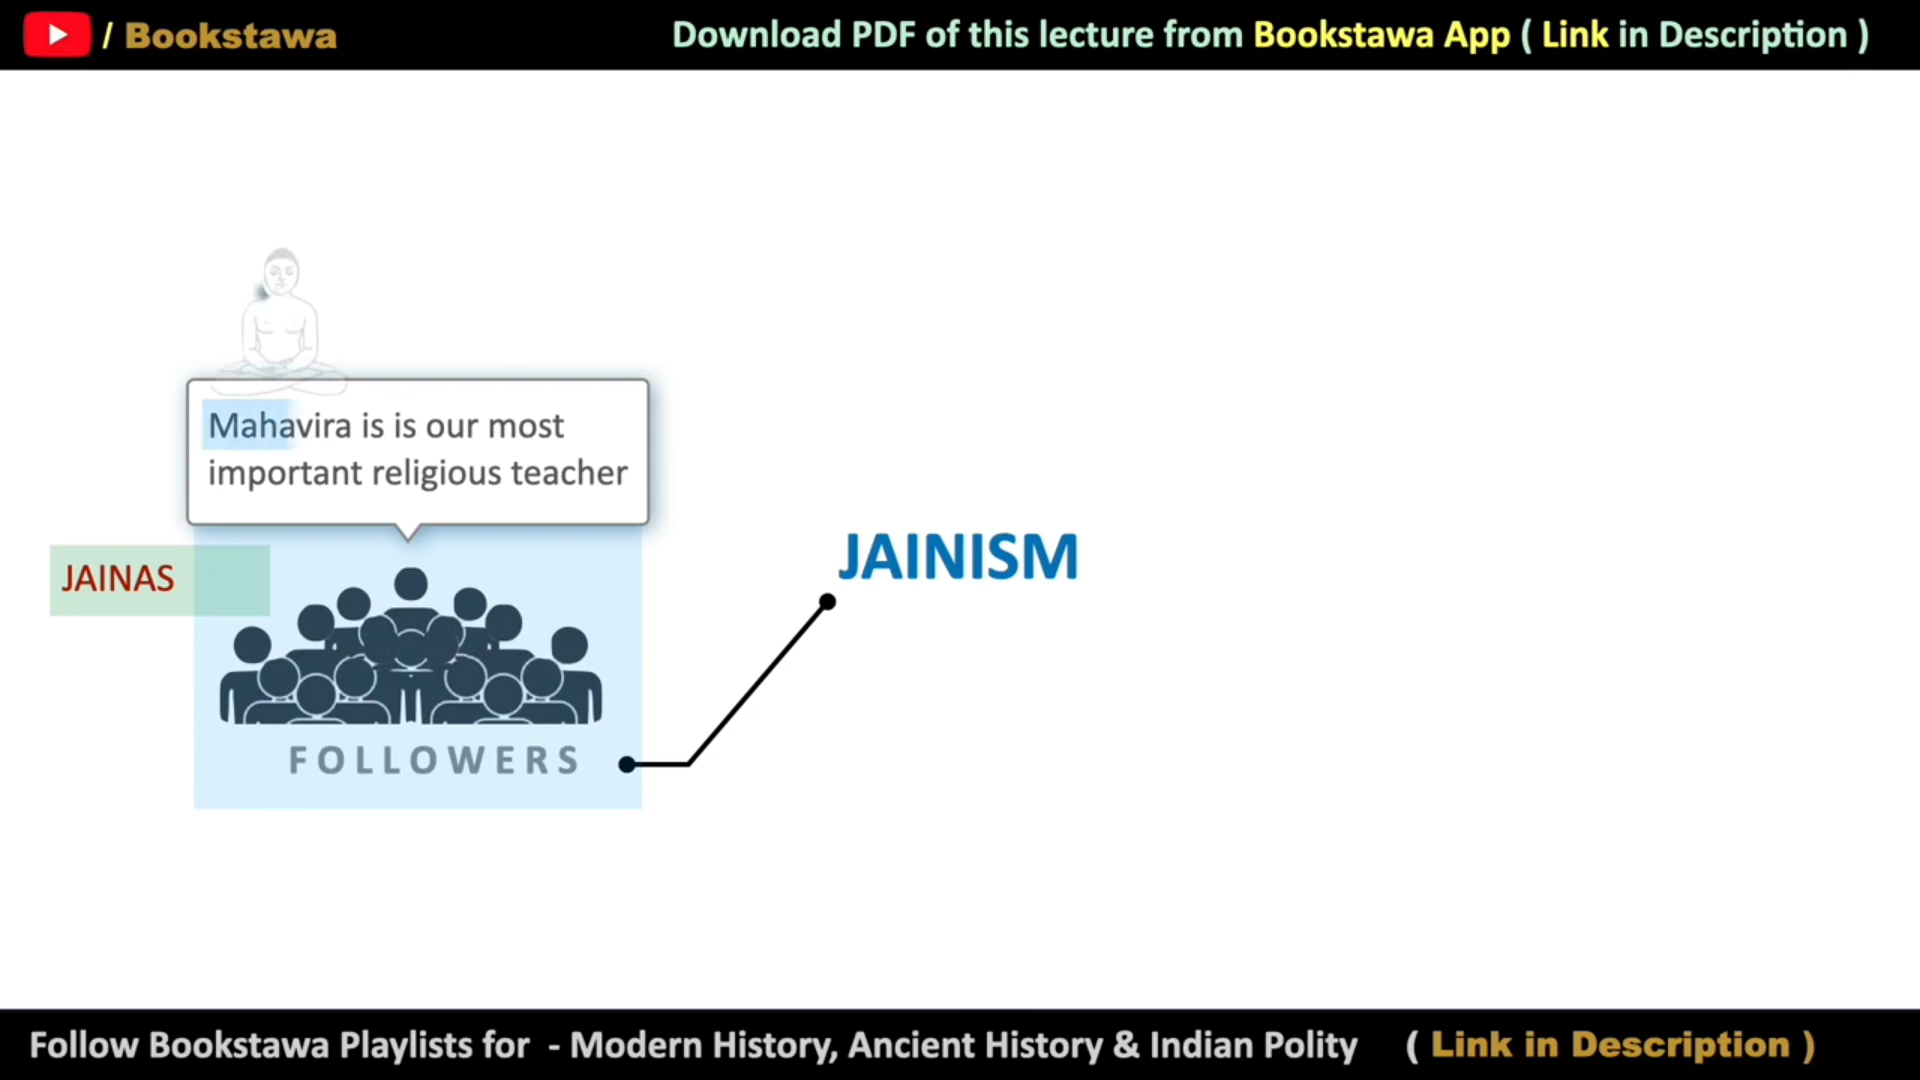 / Bookstawa
Download PDF of this lecture from Bookstawa App ( Link in Description )
Mahavira is is our most
important religious teacher
JAINAS
JAINISM
FOLLOWERS
Follow Bookstawa Playlists for - Modern History, Ancient History & Indian Polity ( Link in Description )